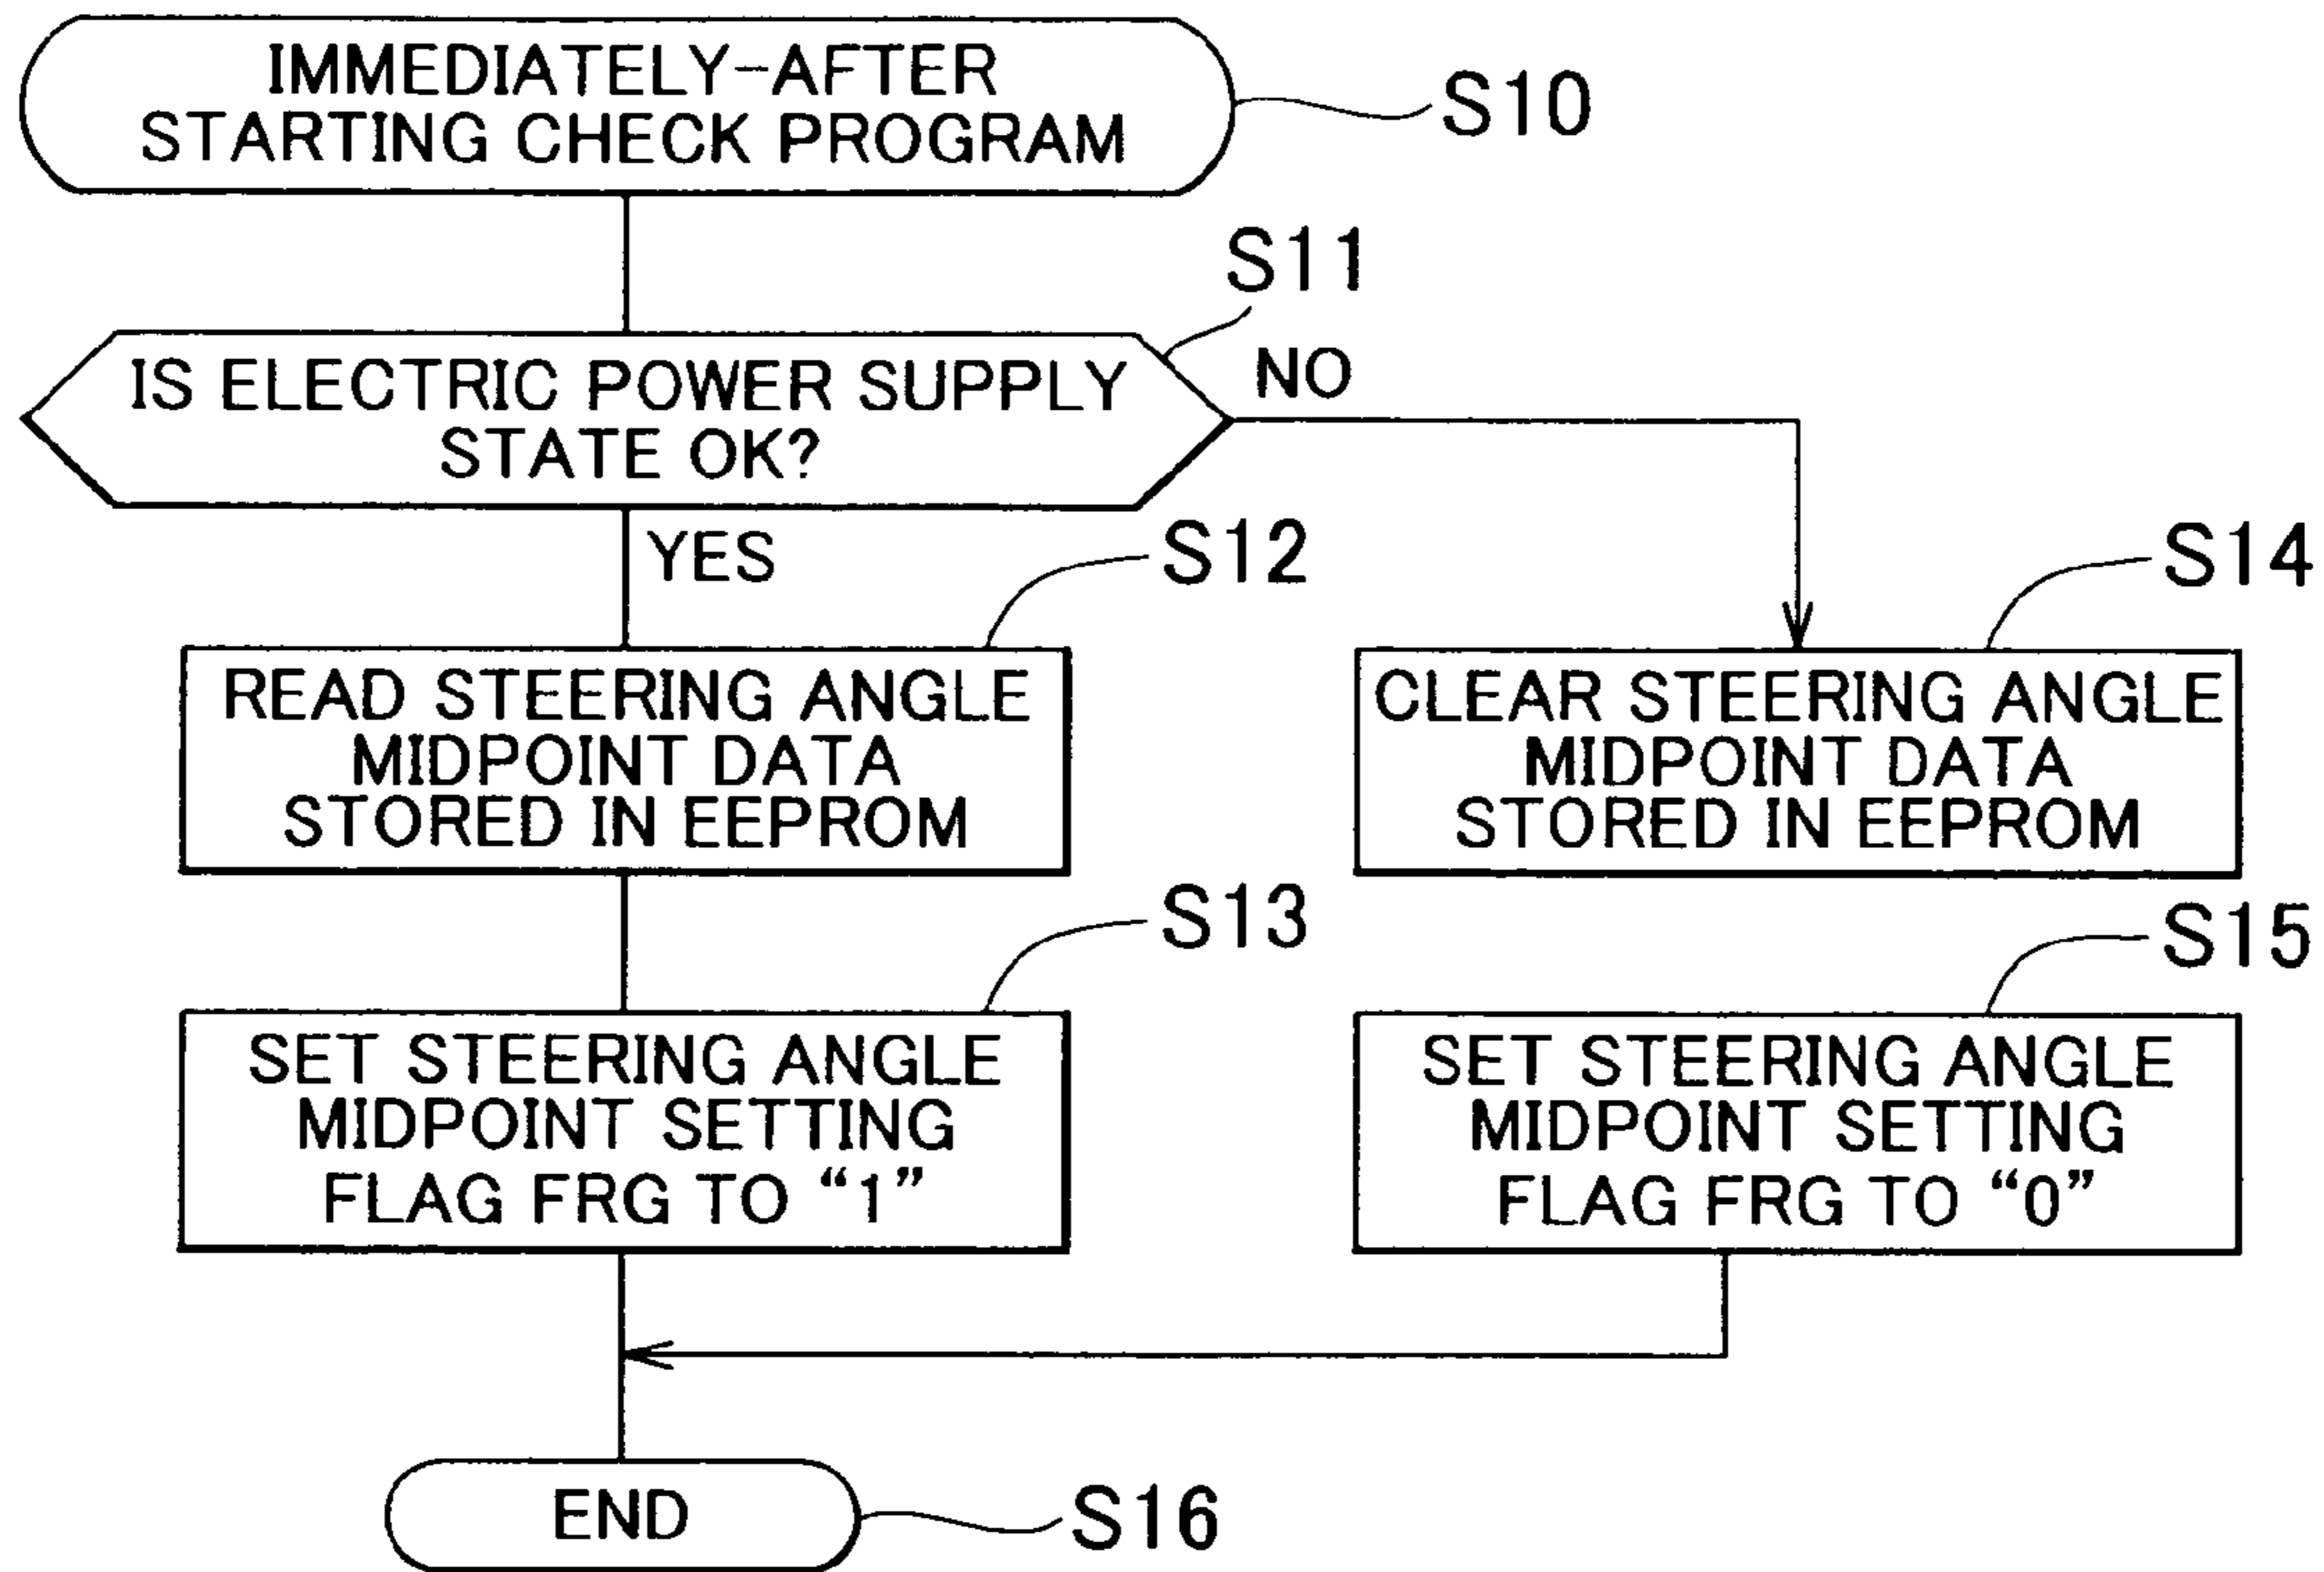 IMMEDIATELY-AFTER
STARTING CHECK PROGRAM
S10
S11
IS ELECTRIC POWER SUPPLY
STATE OK?
NO
YES
S12
READ STEERING ANGLE
MIDPOINT DATA
STORED IN EEPROM
S14
CLEAR STEERING ANGLE
MIDPOINT DATA
STORED IN EEPROM
S13
SET STEERING ANGLE
MIDPOINT SETTING
FLAG FRG TO “1”
S15
SET STEERING ANGLE
MIDPOINT SETTING
FLAG FRG TO “0”
END
S16